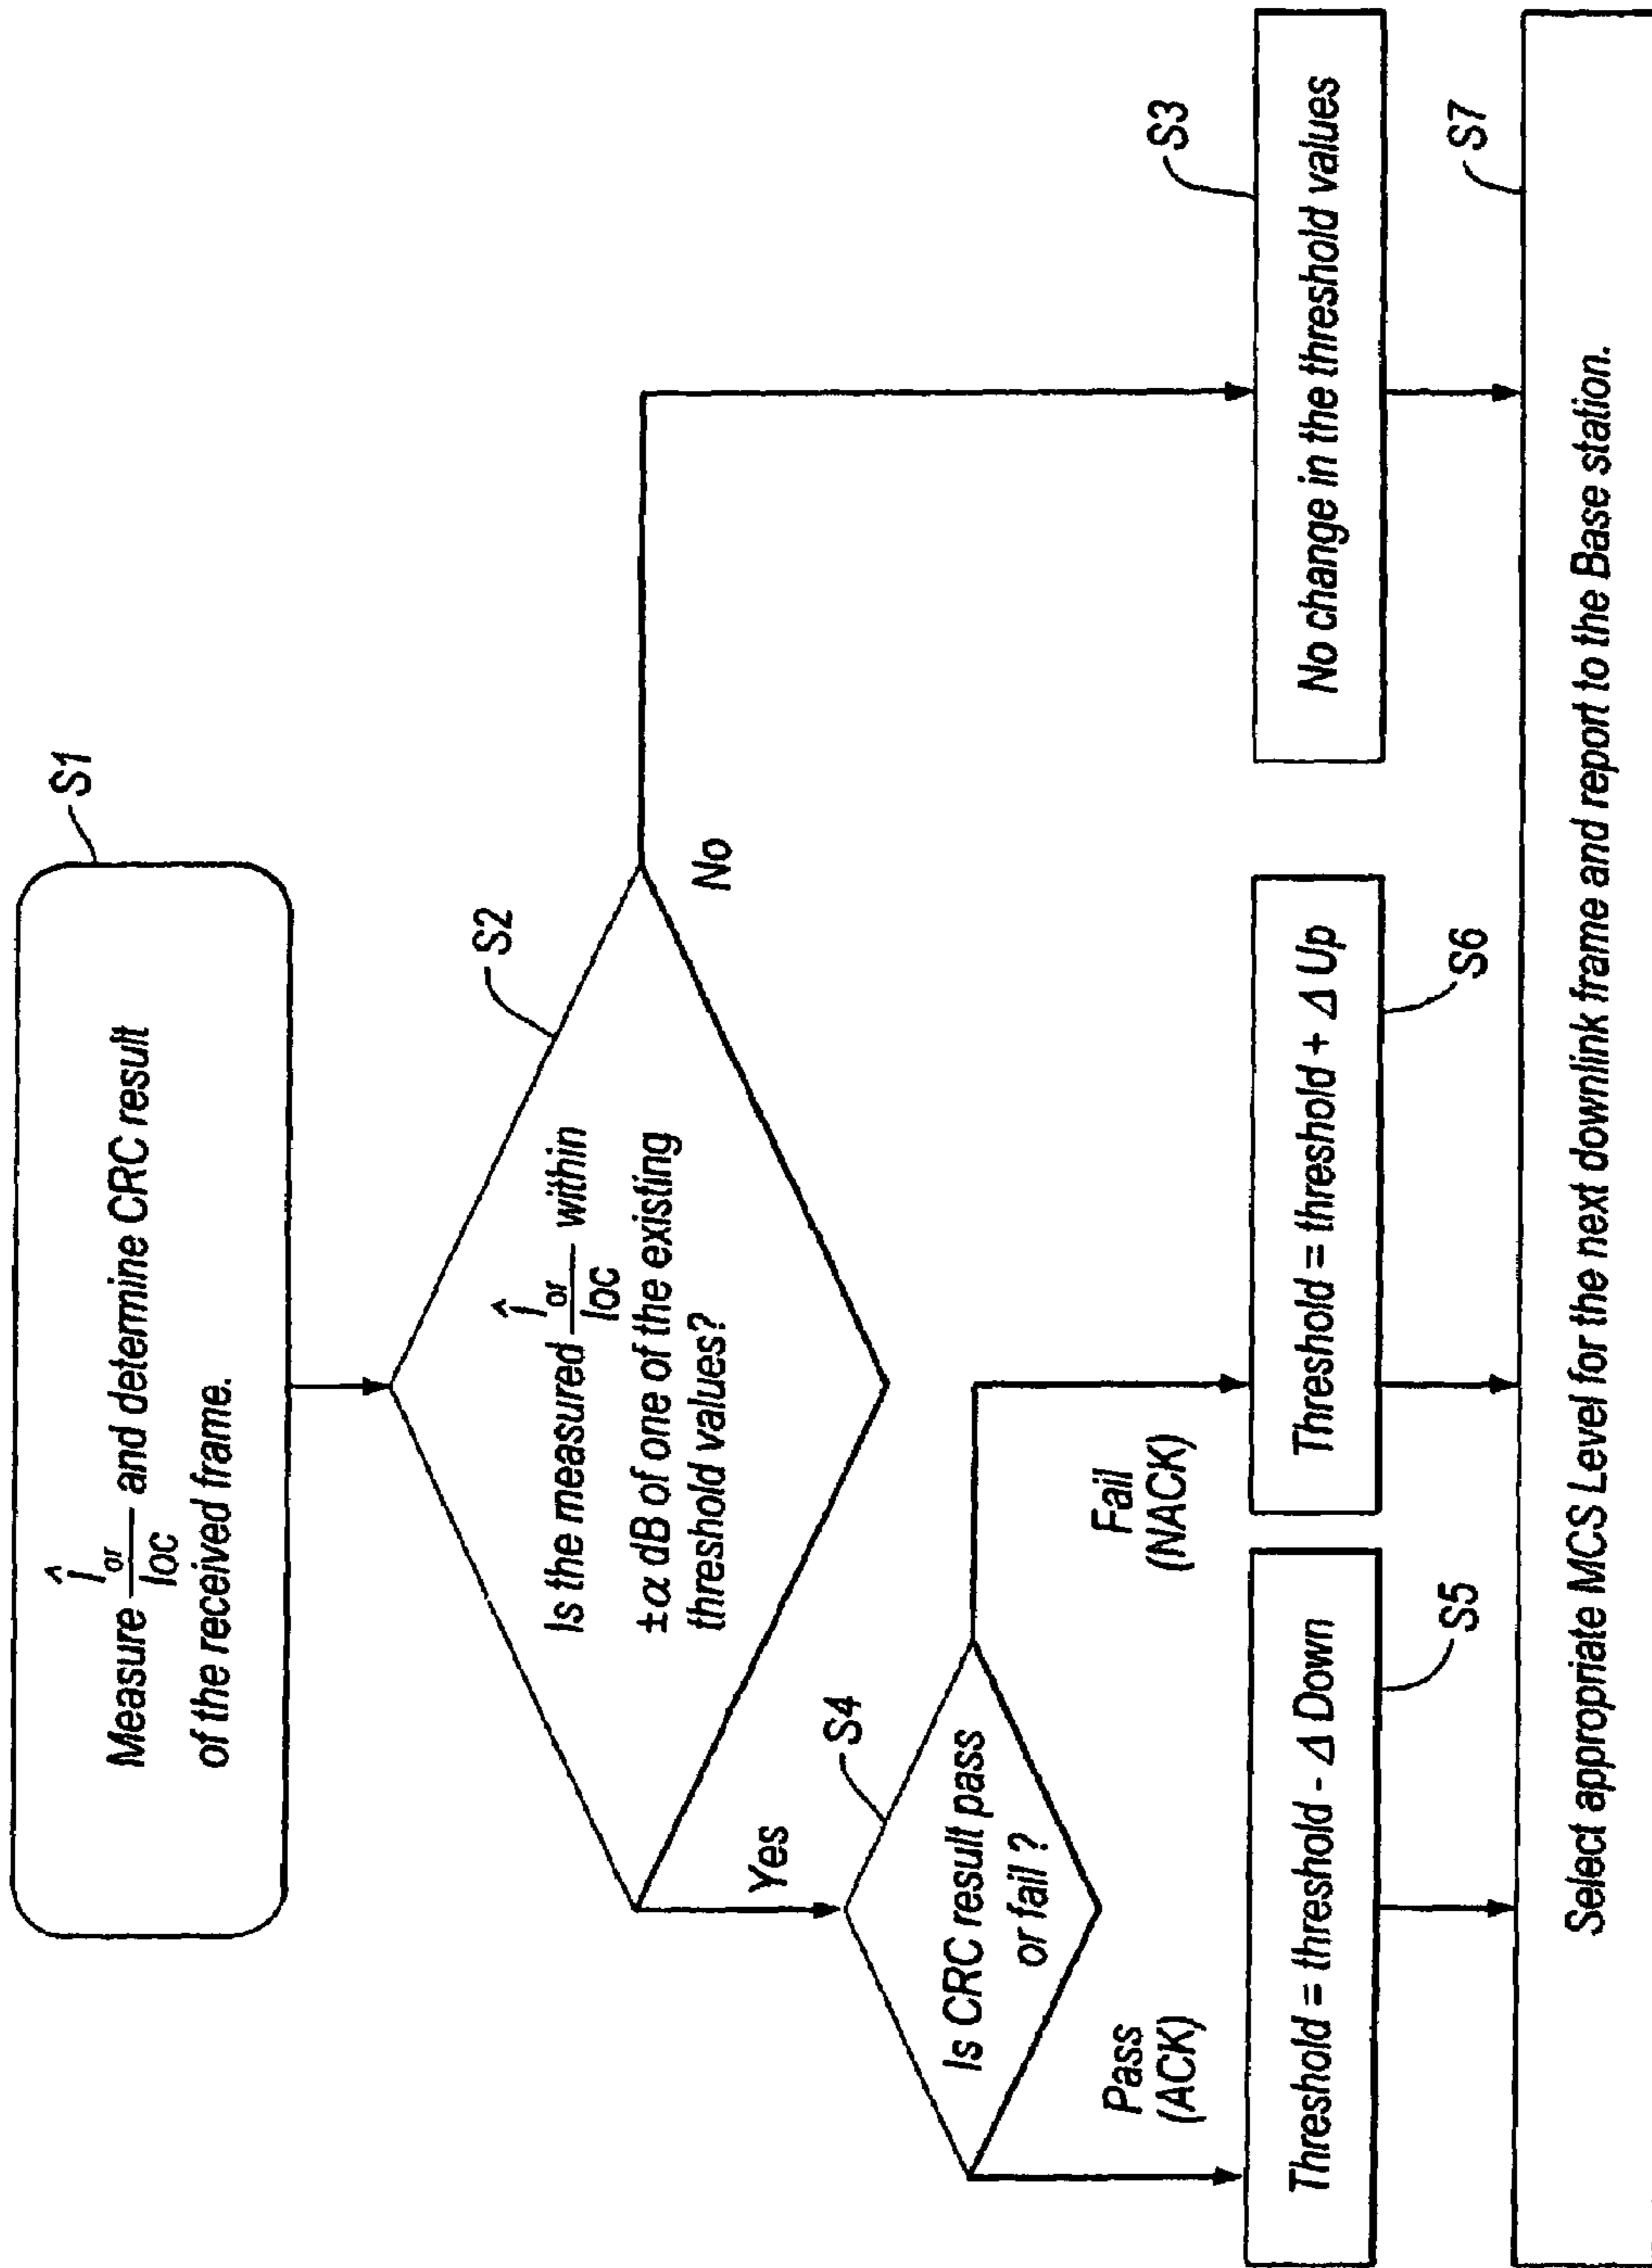 S1
Measure Îor/Ioc and determine CRC result
of the received frame.
S2
Is the measured Îor/Ioc within
±α dB of one of the existing
threshold values?
Yes
No
S4
Is CRC result pass
or fail ?
Pass
(ACK)
Fail
(NACK)
S3
Threshold = threshold - Δ Down
Threshold = threshold + Δ Up
No change in the threshold values
S5
S6
S7
Select appropriate MCS Level for the next downlink frame and report to the Base station.